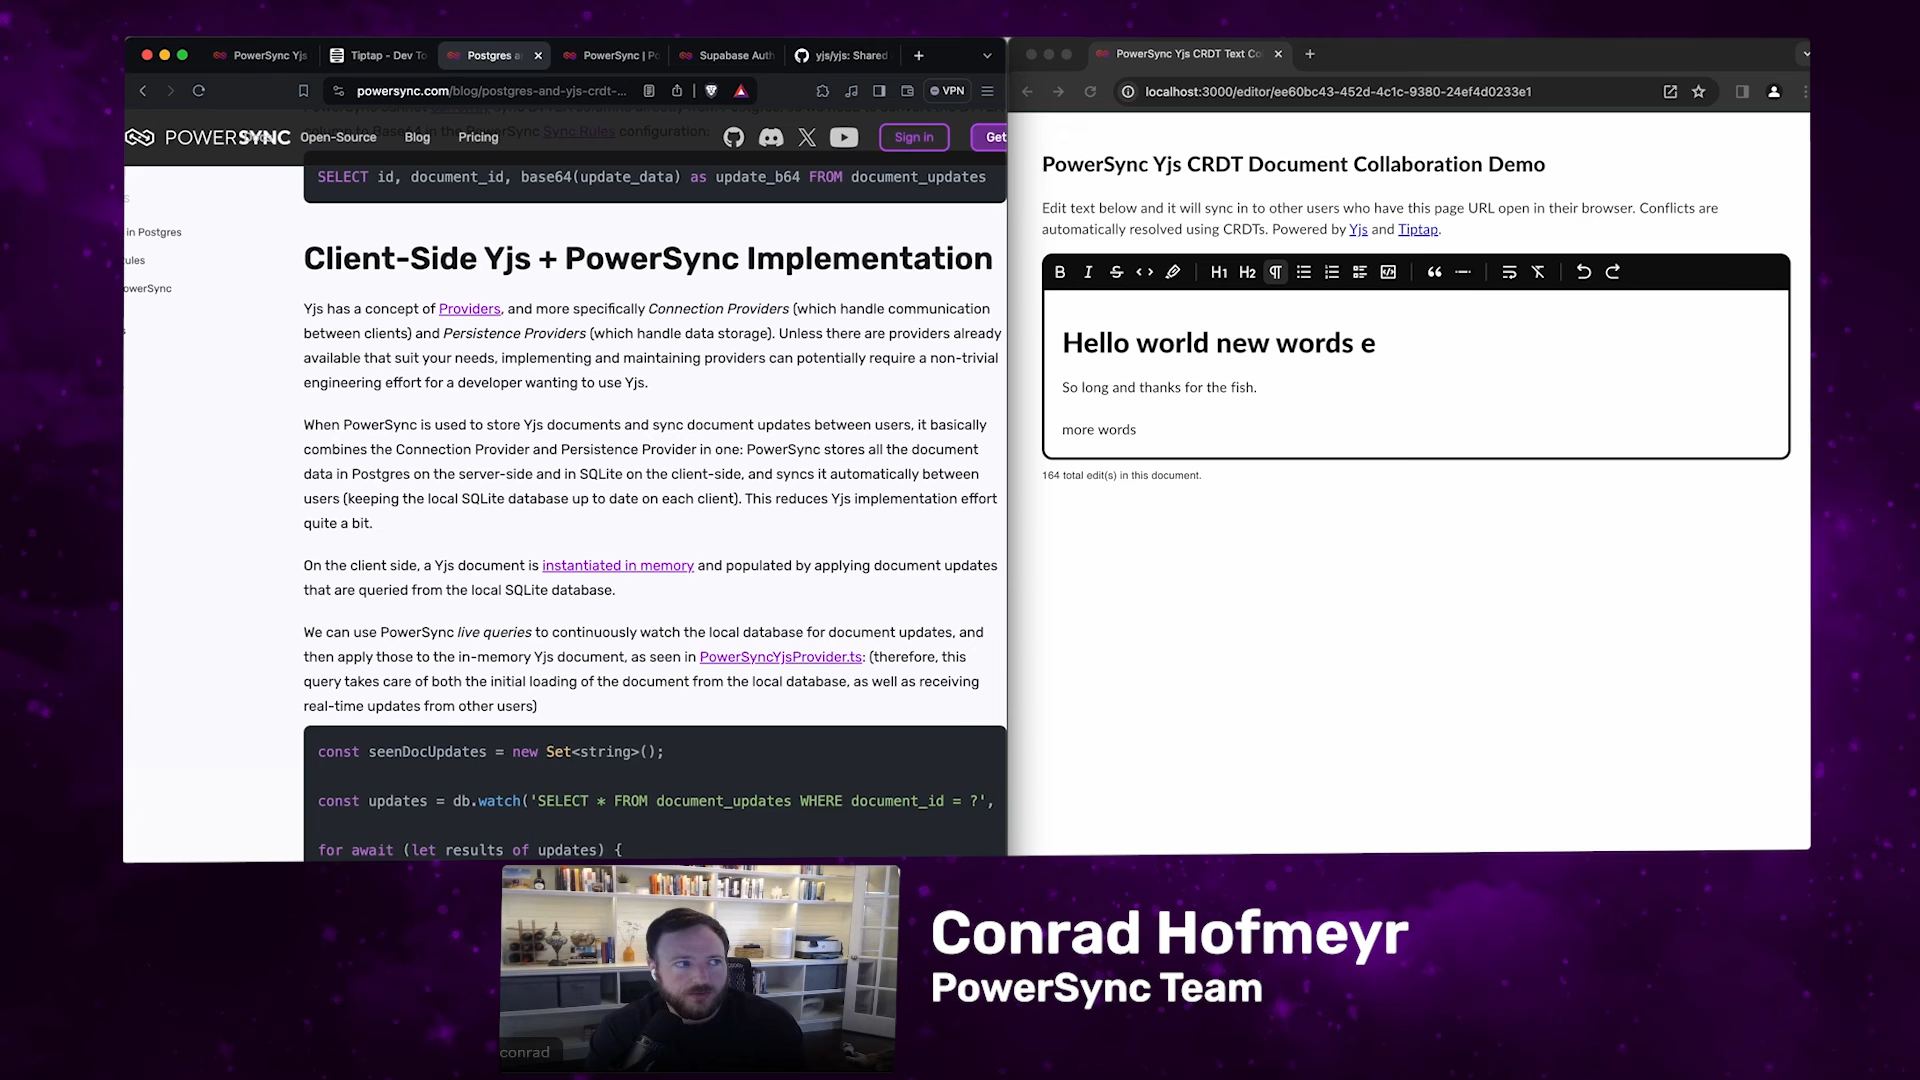 PowerSync Yjs
Tiptap - Dev To
Postgres a
PowerSync | Po
Supabase Auth
yjs/yjs: Shared
powersync.com/blog/postgres-and-yjs-crdt-...
VPN
column to Base64 in the PowerSync Sync Rules configuration:
POWERSYNC
Open-Source
Blog
Pricing
Sign in
Get
SELECT id, document_id, base64(update_data) as update_b64 FROM document_updates
s
in Postgres
ules
owerSync
s
Client-Side Yjs + PowerSync Implementation
Yjs has a concept of Providers, and more specifically Connection Providers (which handle communication
between clients) and Persistence Providers (which handle data storage). Unless there are providers already
available that suit your needs, implementing and maintaining providers can potentially require a non-trivial
engineering effort for a developer wanting to use Yjs.
When PowerSync is used to store Yjs documents and sync document updates between users, it basically
combines the Connection Provider and Persistence Provider in one: PowerSync stores all the document
data in Postgres on the server-side and in SQLite on the client-side, and syncs it automatically between
users (keeping the local SQLite database up to date on each client). This reduces Yjs implementation effort
quite a bit.
On the client side, a Yjs document is instantiated in memory and populated by applying document updates
that are queried from the local SQLite database.
We can use PowerSync live queries to continuously watch the local database for document updates, and
then apply those to the in-memory Yjs document, as seen in PowerSyncYjsProvider.ts: (therefore, this
query takes care of both the initial loading of the document from the local database, as well as receiving
real-time updates from other users)
const seenDocUpdates = new Set<string>();
const updates = db.watch('SELECT * FROM document_updates WHERE document_id = ?',
for await (let results of updates) {
PowerSync Yjs CRDT Text Co
localhost:3000/editor/ee60bc43-452d-4c1c-9380-24ef4d0233e1
PowerSync Yjs CRDT Document Collaboration Demo
Edit text below and it will sync in to other users who have this page URL open in their browser. Conflicts are
automatically resolved using CRDTs. Powered by Yjs and Tiptap.
B I S H1 H2
Hello world new words e
So long and thanks for the fish.
more words
164 total edit(s) in this document.
conrad
Conrad Hofmeyr
PowerSync Team